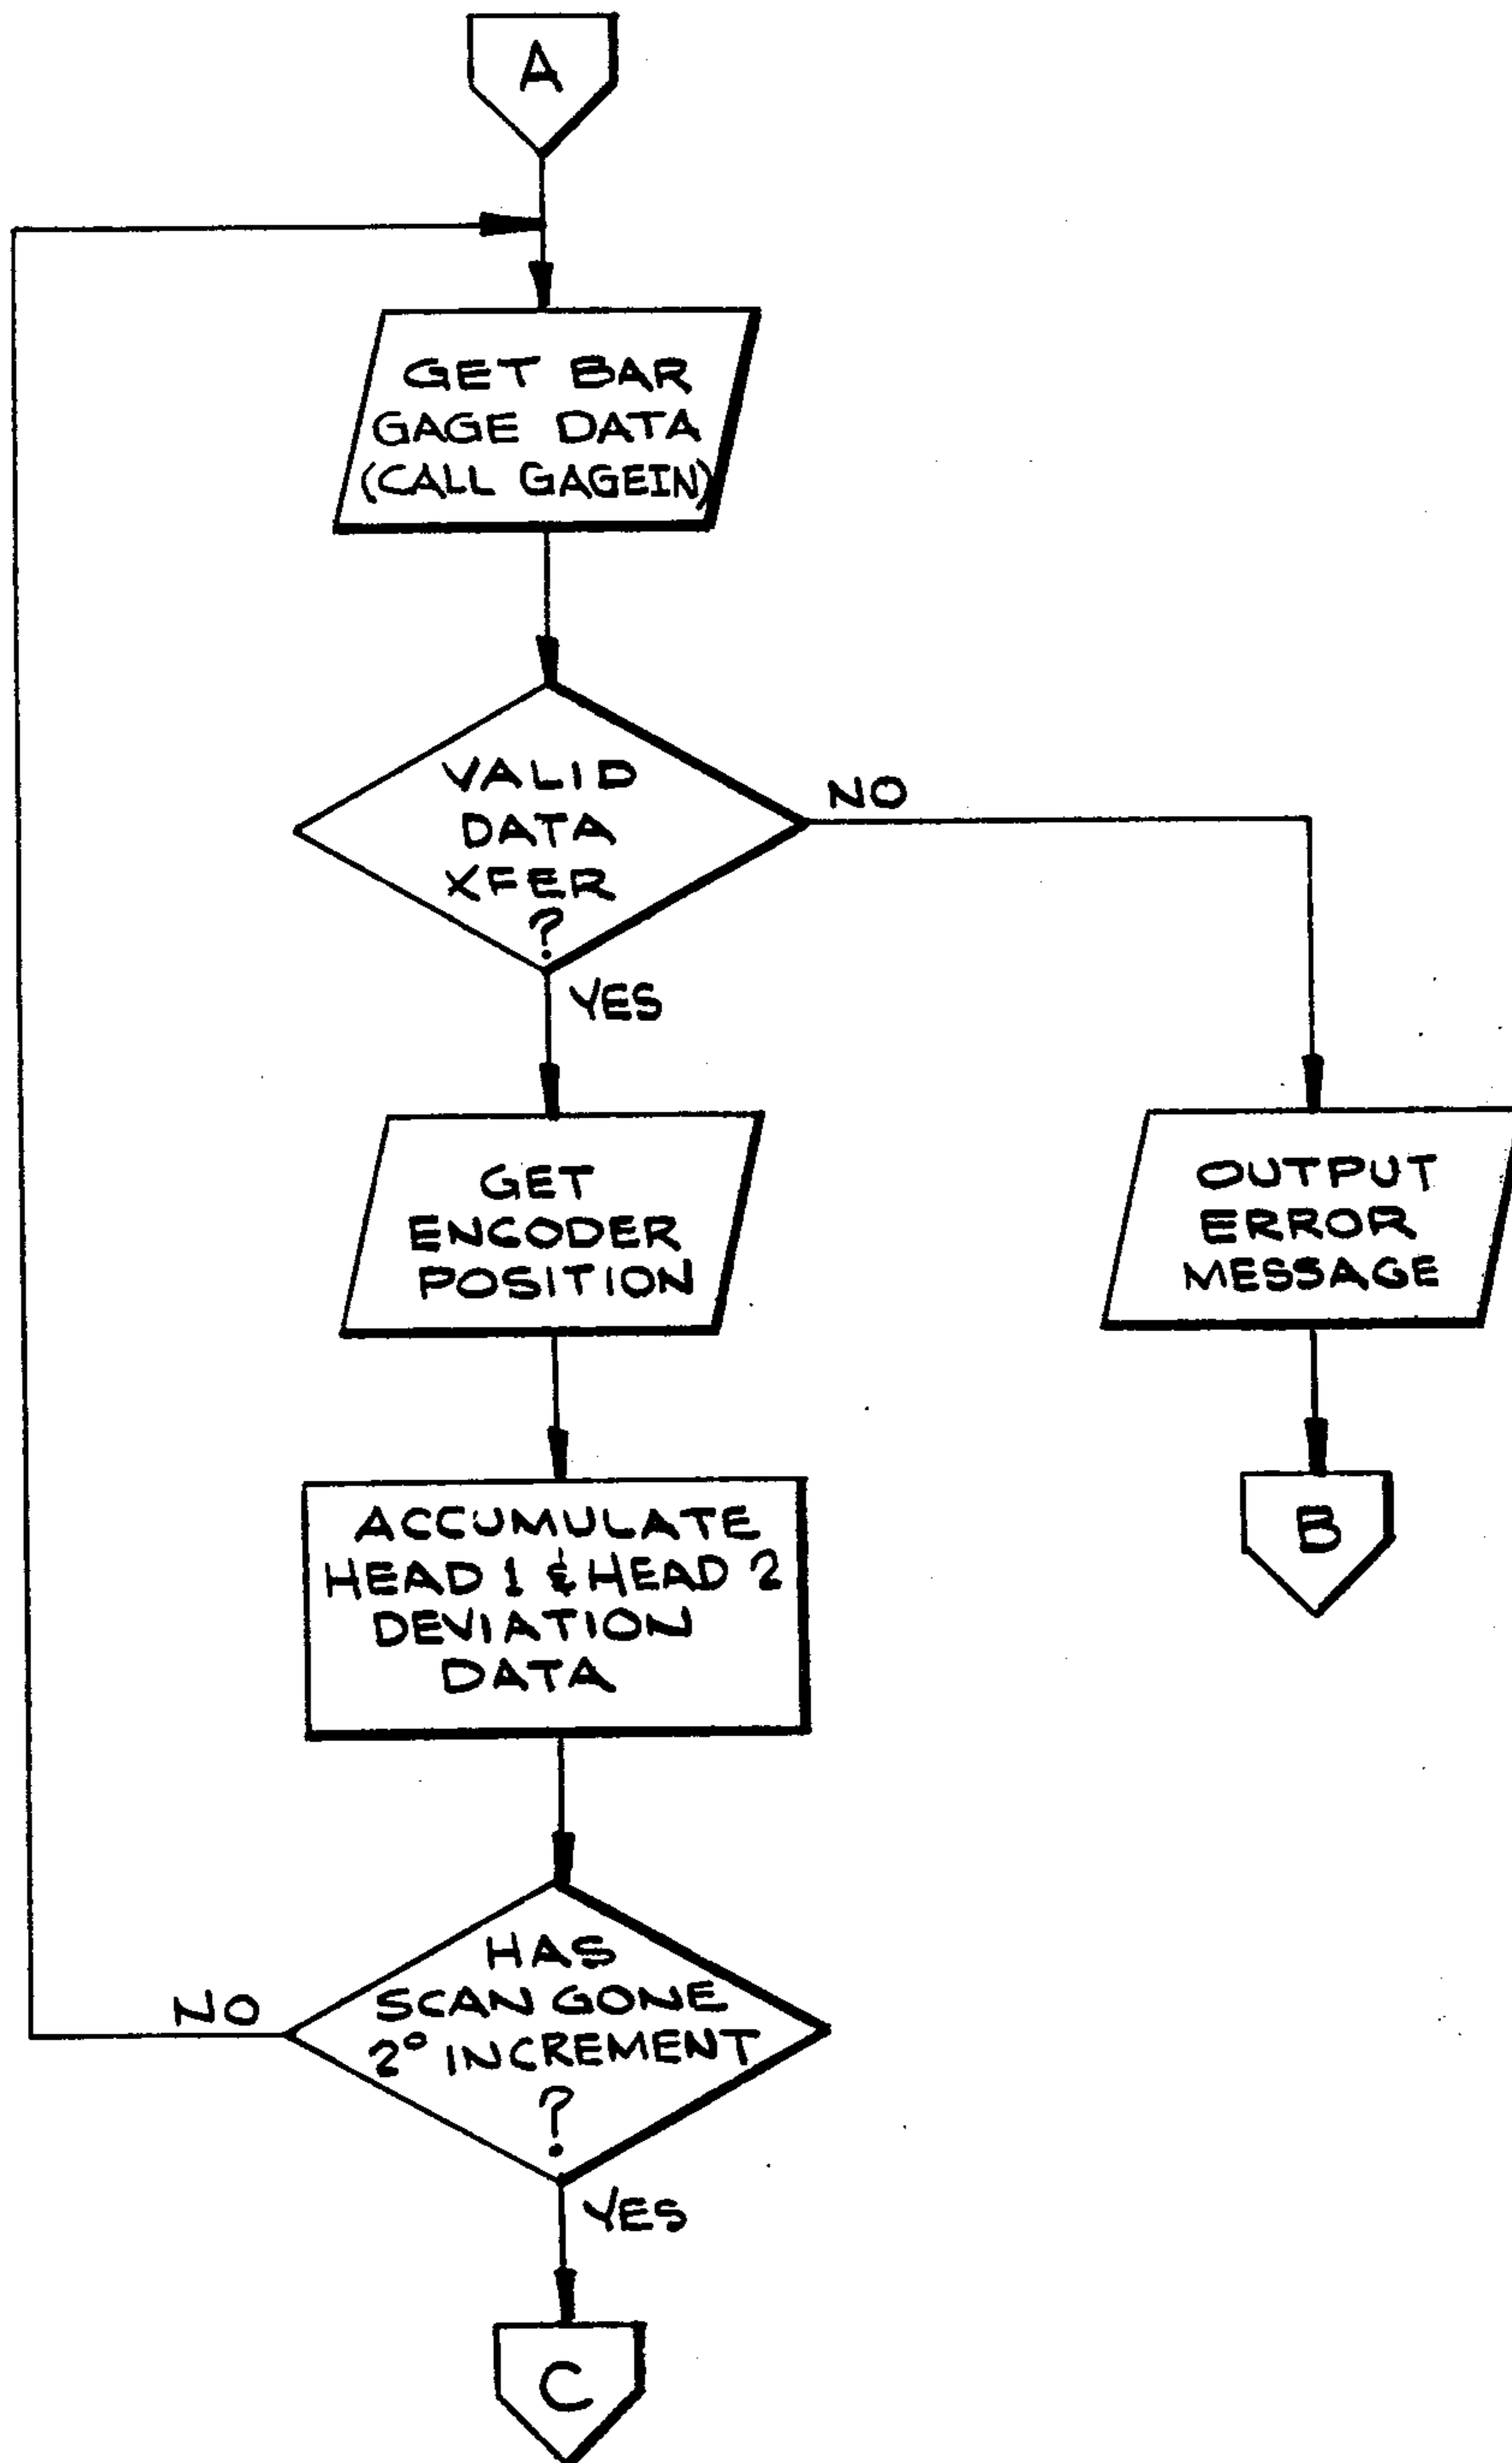 A
GET BAR
GAGE DATA
(CALL GAGEIN)
VALID
DATA
XFER
?
NO
YES
GET
ENCODER
POSITION
OUTPUT
ERROR
MESSAGE
ACCUMULATE
HEAD 1 & HEAD 2
DEVIATION
DATA
B
HAS
SCAN GONE
2° INCREMENT
?
NO
YES
C